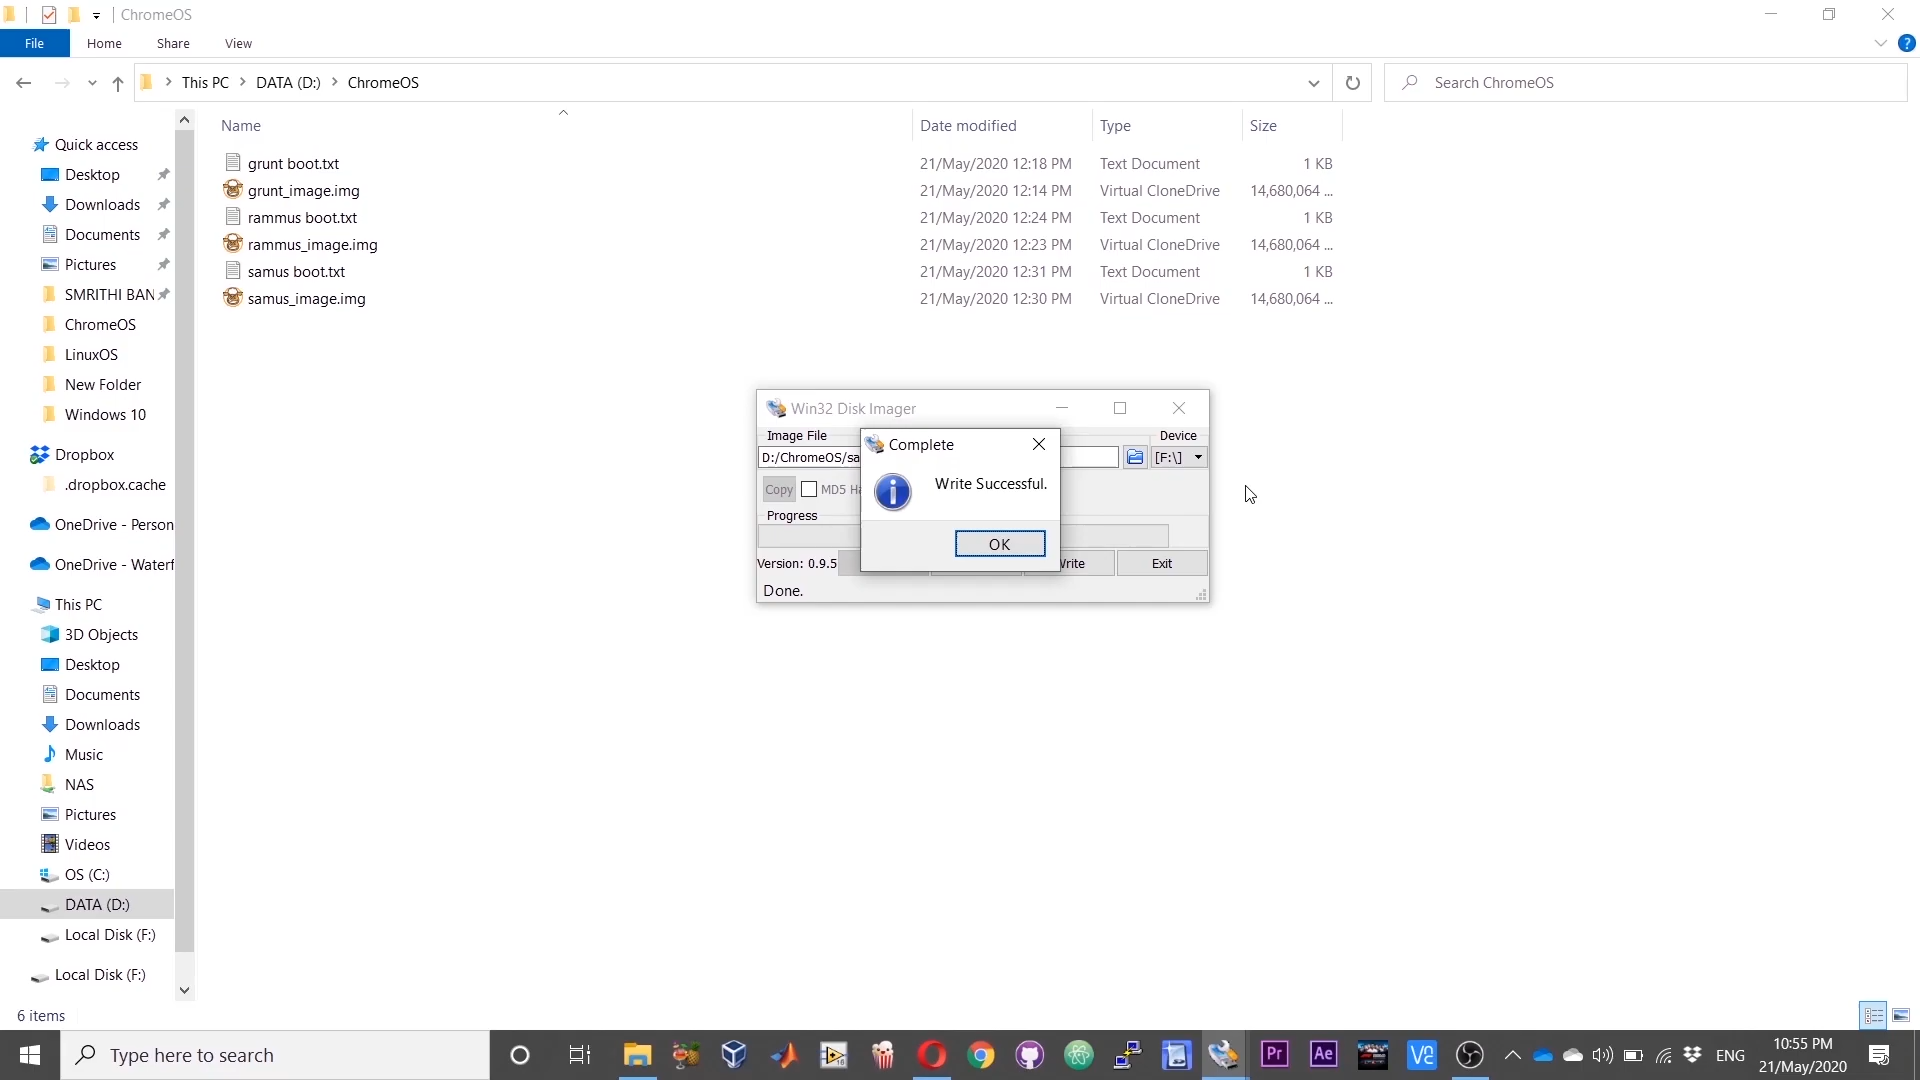 ChromeOS
File Home Share View
This PC DATA (D:) ChromeOS
Search ChromeOS
Name Date modified Type Size
grunt boot.txt 21/May/2020 12:18 PM Text Document 1 KB
grunt_image.img 21/May/2020 12:14 PM Virtual CloneDrive 14,680,064 ...
rammus boot.txt 21/May/2020 12:24 PM Text Document 1 KB
rammus_image.img 21/May/2020 12:23 PM Virtual CloneDrive 14,680,064 ...
samus boot.txt 21/May/2020 12:31 PM Text Document 1 KB
samus_image.img 21/May/2020 12:30 PM Virtual CloneDrive 14,680,064 ...
Quick access
Desktop
Downloads
Documents
Pictures
SMRITHI BAN
ChromeOS
LinuxOS
New Folder
Windows 10
Dropbox
.dropbox.cache
OneDrive - Person
OneDrive - Waterf
This PC
3D Objects
Desktop
Documents
Downloads
Music
NAS
Pictures
Videos
OS (C:)
DATA (D:)
Local Disk (F:)
Local Disk (F:)
6 items
Win32 Disk Imager
Image File Device
D:/ChromeOS/sa [F:\]
Copy MD5 Ha
Progress
Version: 0.9.5 Write Exit
Done.
Complete
Write Successful.
OK
Type here to search
Pr Ae
ENG
10:55 PM
21/May/2020